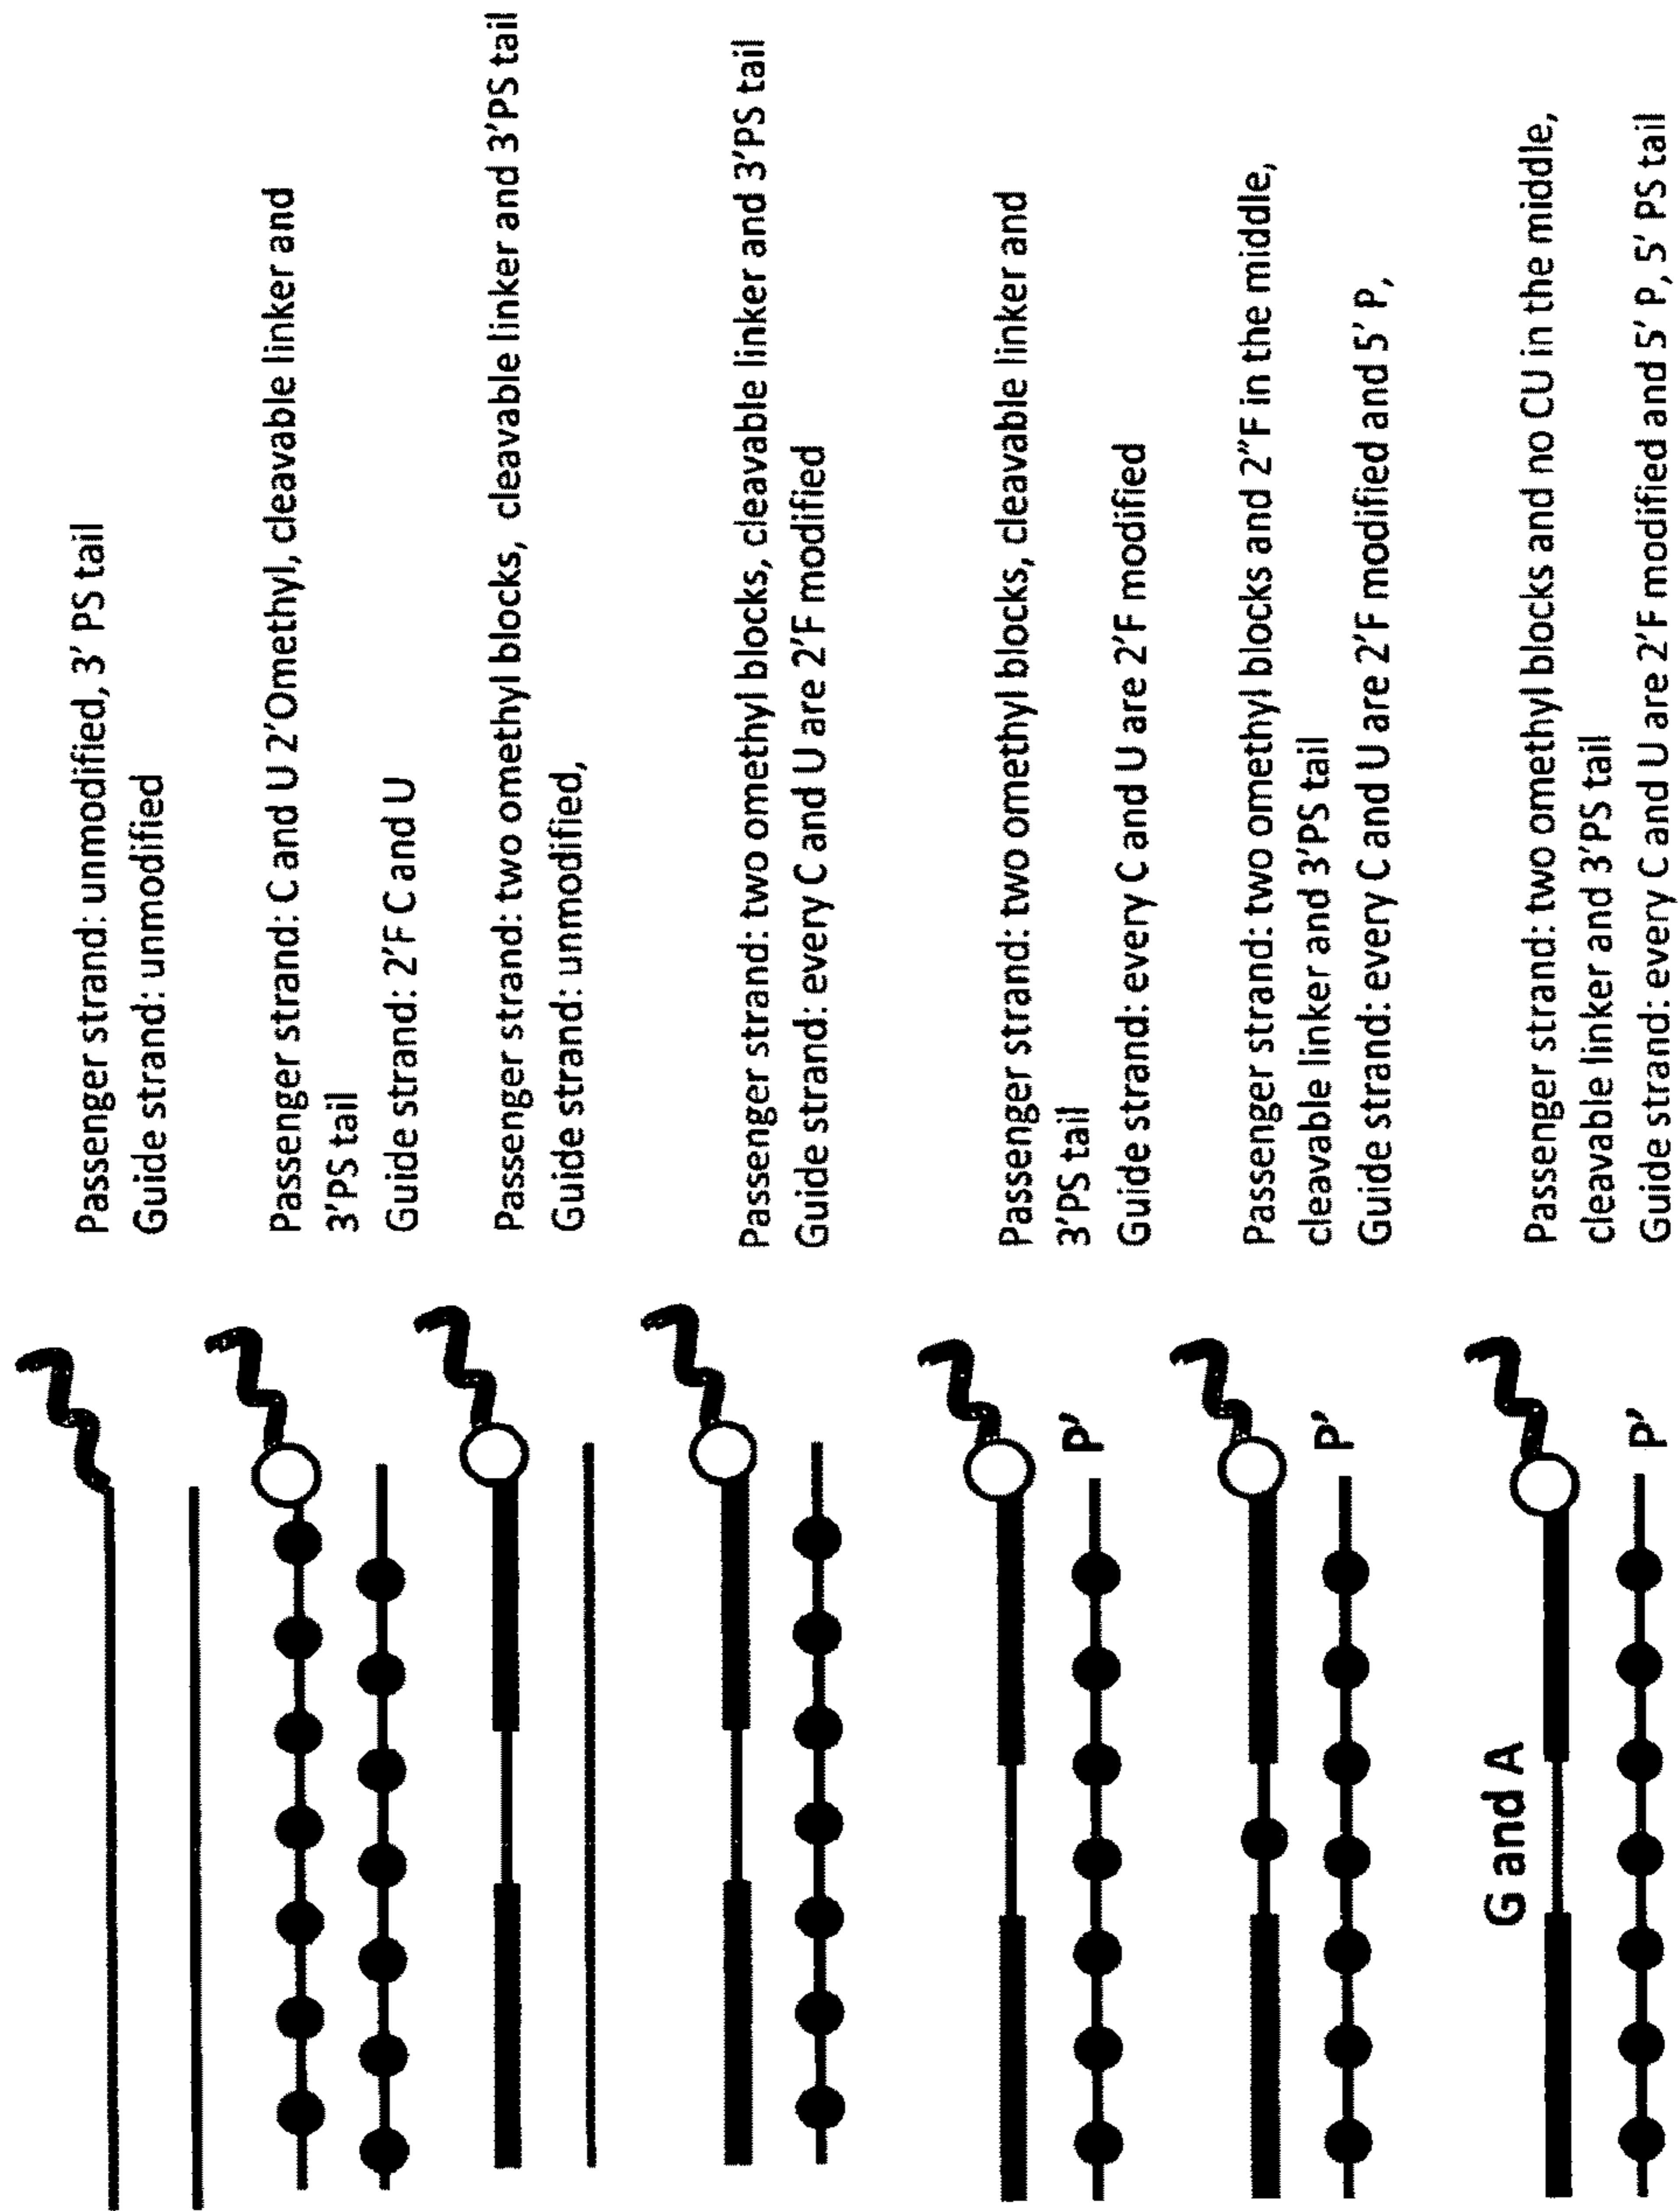 Passenger strand: unmodified, 3' PS tail
Guide strand: unmodified
Passenger strand: C and U 2'Omethyl, cleavable linker and
3'PS tail
Guide strand: 2'F C and U
Passenger strand: two omethyl blocks, cleavable linker and 3'PS tail
Guide strand: unmodified,
Passenger strand: two omethyl blocks, cleavable linker and 3'PS tail
Guide strand: every C and U are 2'F modified
P'
Passenger strand: two omethyl blocks, cleavable linker and
3'PS tail
Guide strand: every C and U are 2'F modified
P'
Passenger strand: two omethyl blocks and 2"F in the middle,
cleavable linker and 3'PS tail
Guide strand: every C and U are 2'F modified and 5' P,
G and A
P'
Passenger strand: two omethyl blocks and no CU in the middle,
cleavable linker and 3'PS tail
Guide strand: every C and U are 2'F modified and 5' P, 5' PS tail